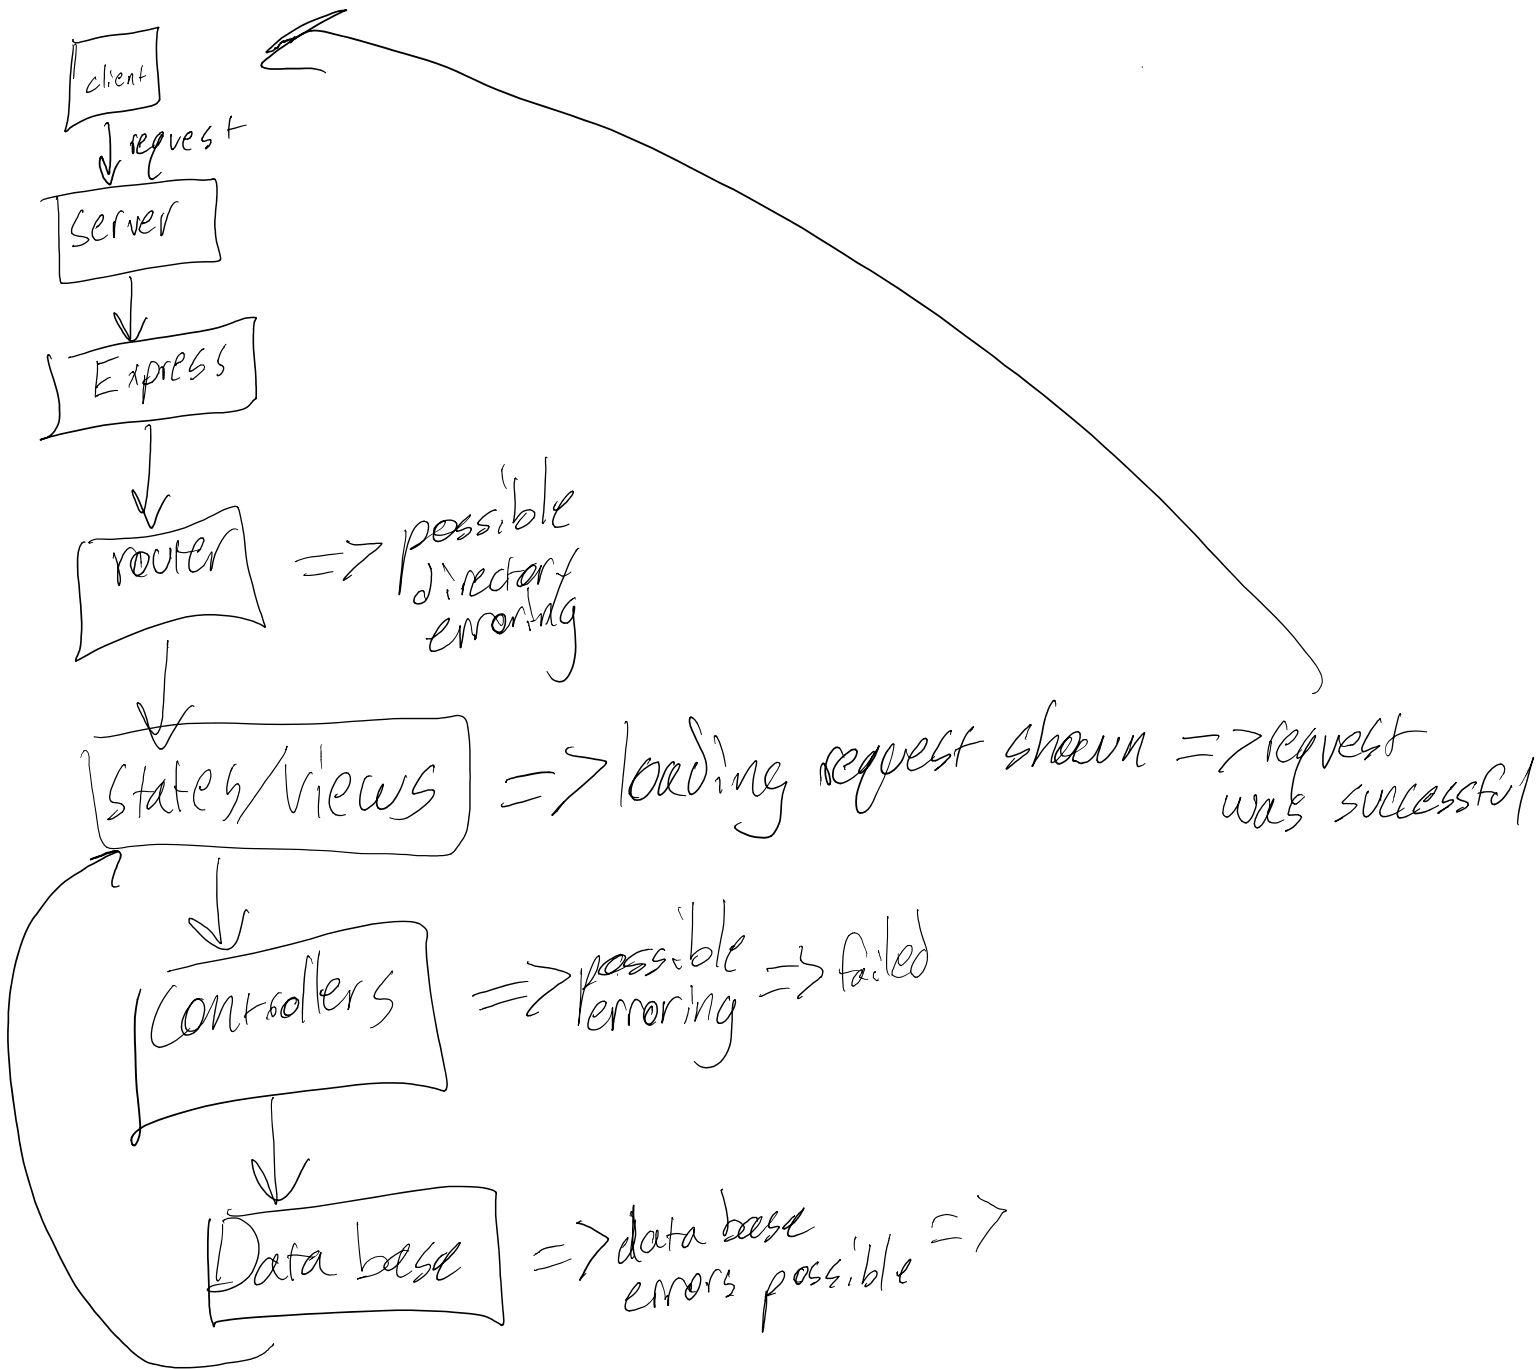 client
request
server
Express
router => possible
directory
erroring
states/views => loading request shown => request
was successful
Controllers => possible
erroring => failed
Data base => data base
errors possible =>